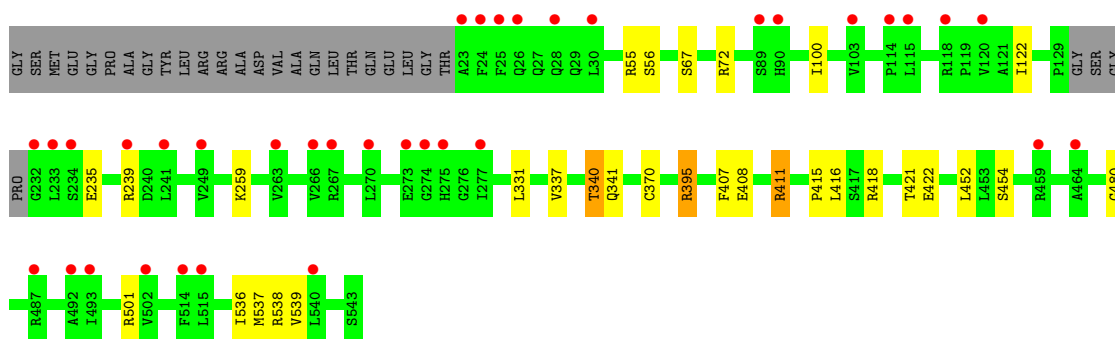 GLY SER MET GLU GLY PRO ALA GLY TYR LEU ARG ARG ALA ASP VAL ALA GLN LEU THR GLN GLU LEU GLY THR A23 F24 F25 Q26 Q27 Q28 Q29 L30 R55 S56 S67 R72 S89 H90 I100 V103 P114 L115 R118 P119 V120 A121 I122 P129 GLY SER GLY
PRO G232 L233 S234 E235 R239 D240 L241 V249 K259 V263 V266 R267 L270 E273 G274 H275 G276 I277 L331 V337 T340 Q341 C370 R395 F407 E408 R411 P415 L416 S417 R418 T421 E422 L452 L453 S454 R459 A464
R487 A492 I493 R501 V502 F514 L515 I536 M537 R538 V539 L540 S543